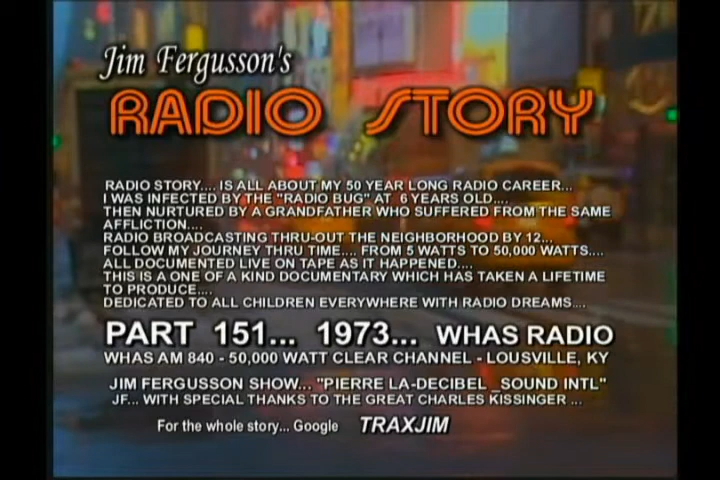 Jim Fergusson's
RADIO STORY
RADIO STORY.... IS ALL ABOUT MY 50 YEAR LONG RADIO CAREER...
I WAS INFECTED BY THE "RADIO BUG" AT 6 YEARS OLD....
THEN NURTURED BY A GRANDFATHER WHO SUFFERED FROM THE SAME
AFFLICTION....
RADIO BROADCASTING THRU-OUT THE NEIGHBORHOOD BY 12...
FOLLOW MY JOURNEY THRU TIME.... FROM 5 WATTS TO 50,000 WATTS....
ALL DOCUMENTED LIVE ON TAPE AS IT HAPPENED....
THIS IS A ONE OF A KIND DOCUMENTARY WHICH HAS TAKEN A LIFETIME
TO PRODUCE....
DEDICATED TO ALL CHILDREN EVERYWHERE WITH RADIO DREAMS....
PART 151... 1973... WHAS RADIO
WHAS AM 840 - 50,000 WATT CLEAR CHANNEL - LOUSVILLE, KY
JIM FERGUSSON SHOW... "PIERRE LA-DECIBEL _SOUND INTL"
JF... WITH SPECIAL THANKS TO THE GREAT CHARLES KISSINGER ...
For the whole story... Google TRAXJIM